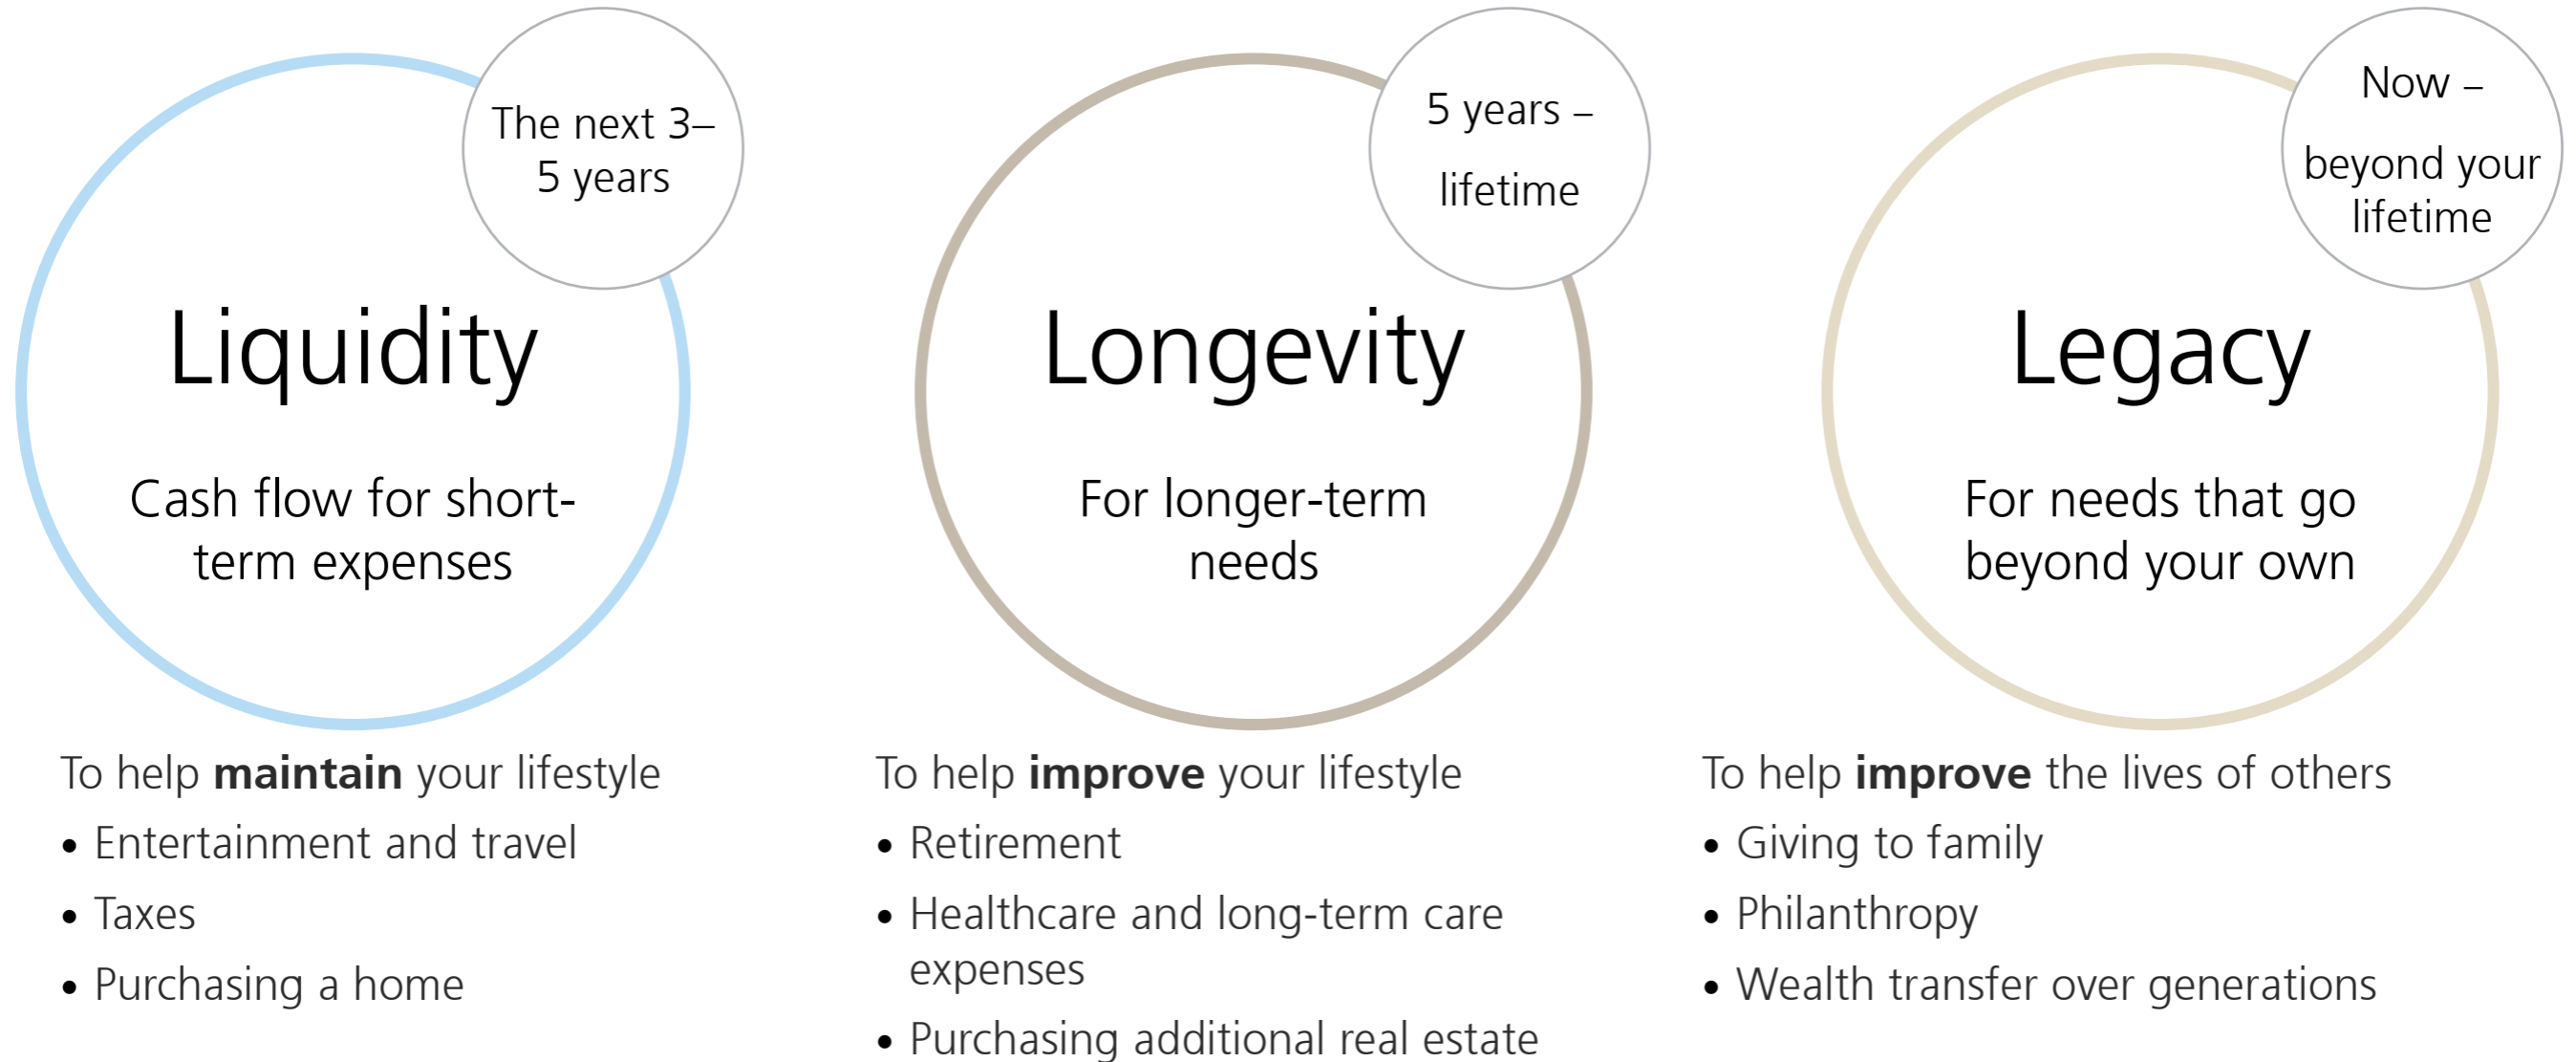 The next 3–
5 years
Liquidity
Cash flow for short-
term expenses
To help maintain your lifestyle
• Entertainment and travel
• Taxes
• Purchasing a home
5 years –
lifetime
Longevity
For longer-term
needs
To help improve your lifestyle
• Retirement
• Healthcare and long-term care
expenses
• Purchasing additional real estate
Now –
beyond your
lifetime
Legacy
For needs that go
beyond your own
To help improve the lives of others
• Giving to family
• Philanthropy
• Wealth transfer over generations